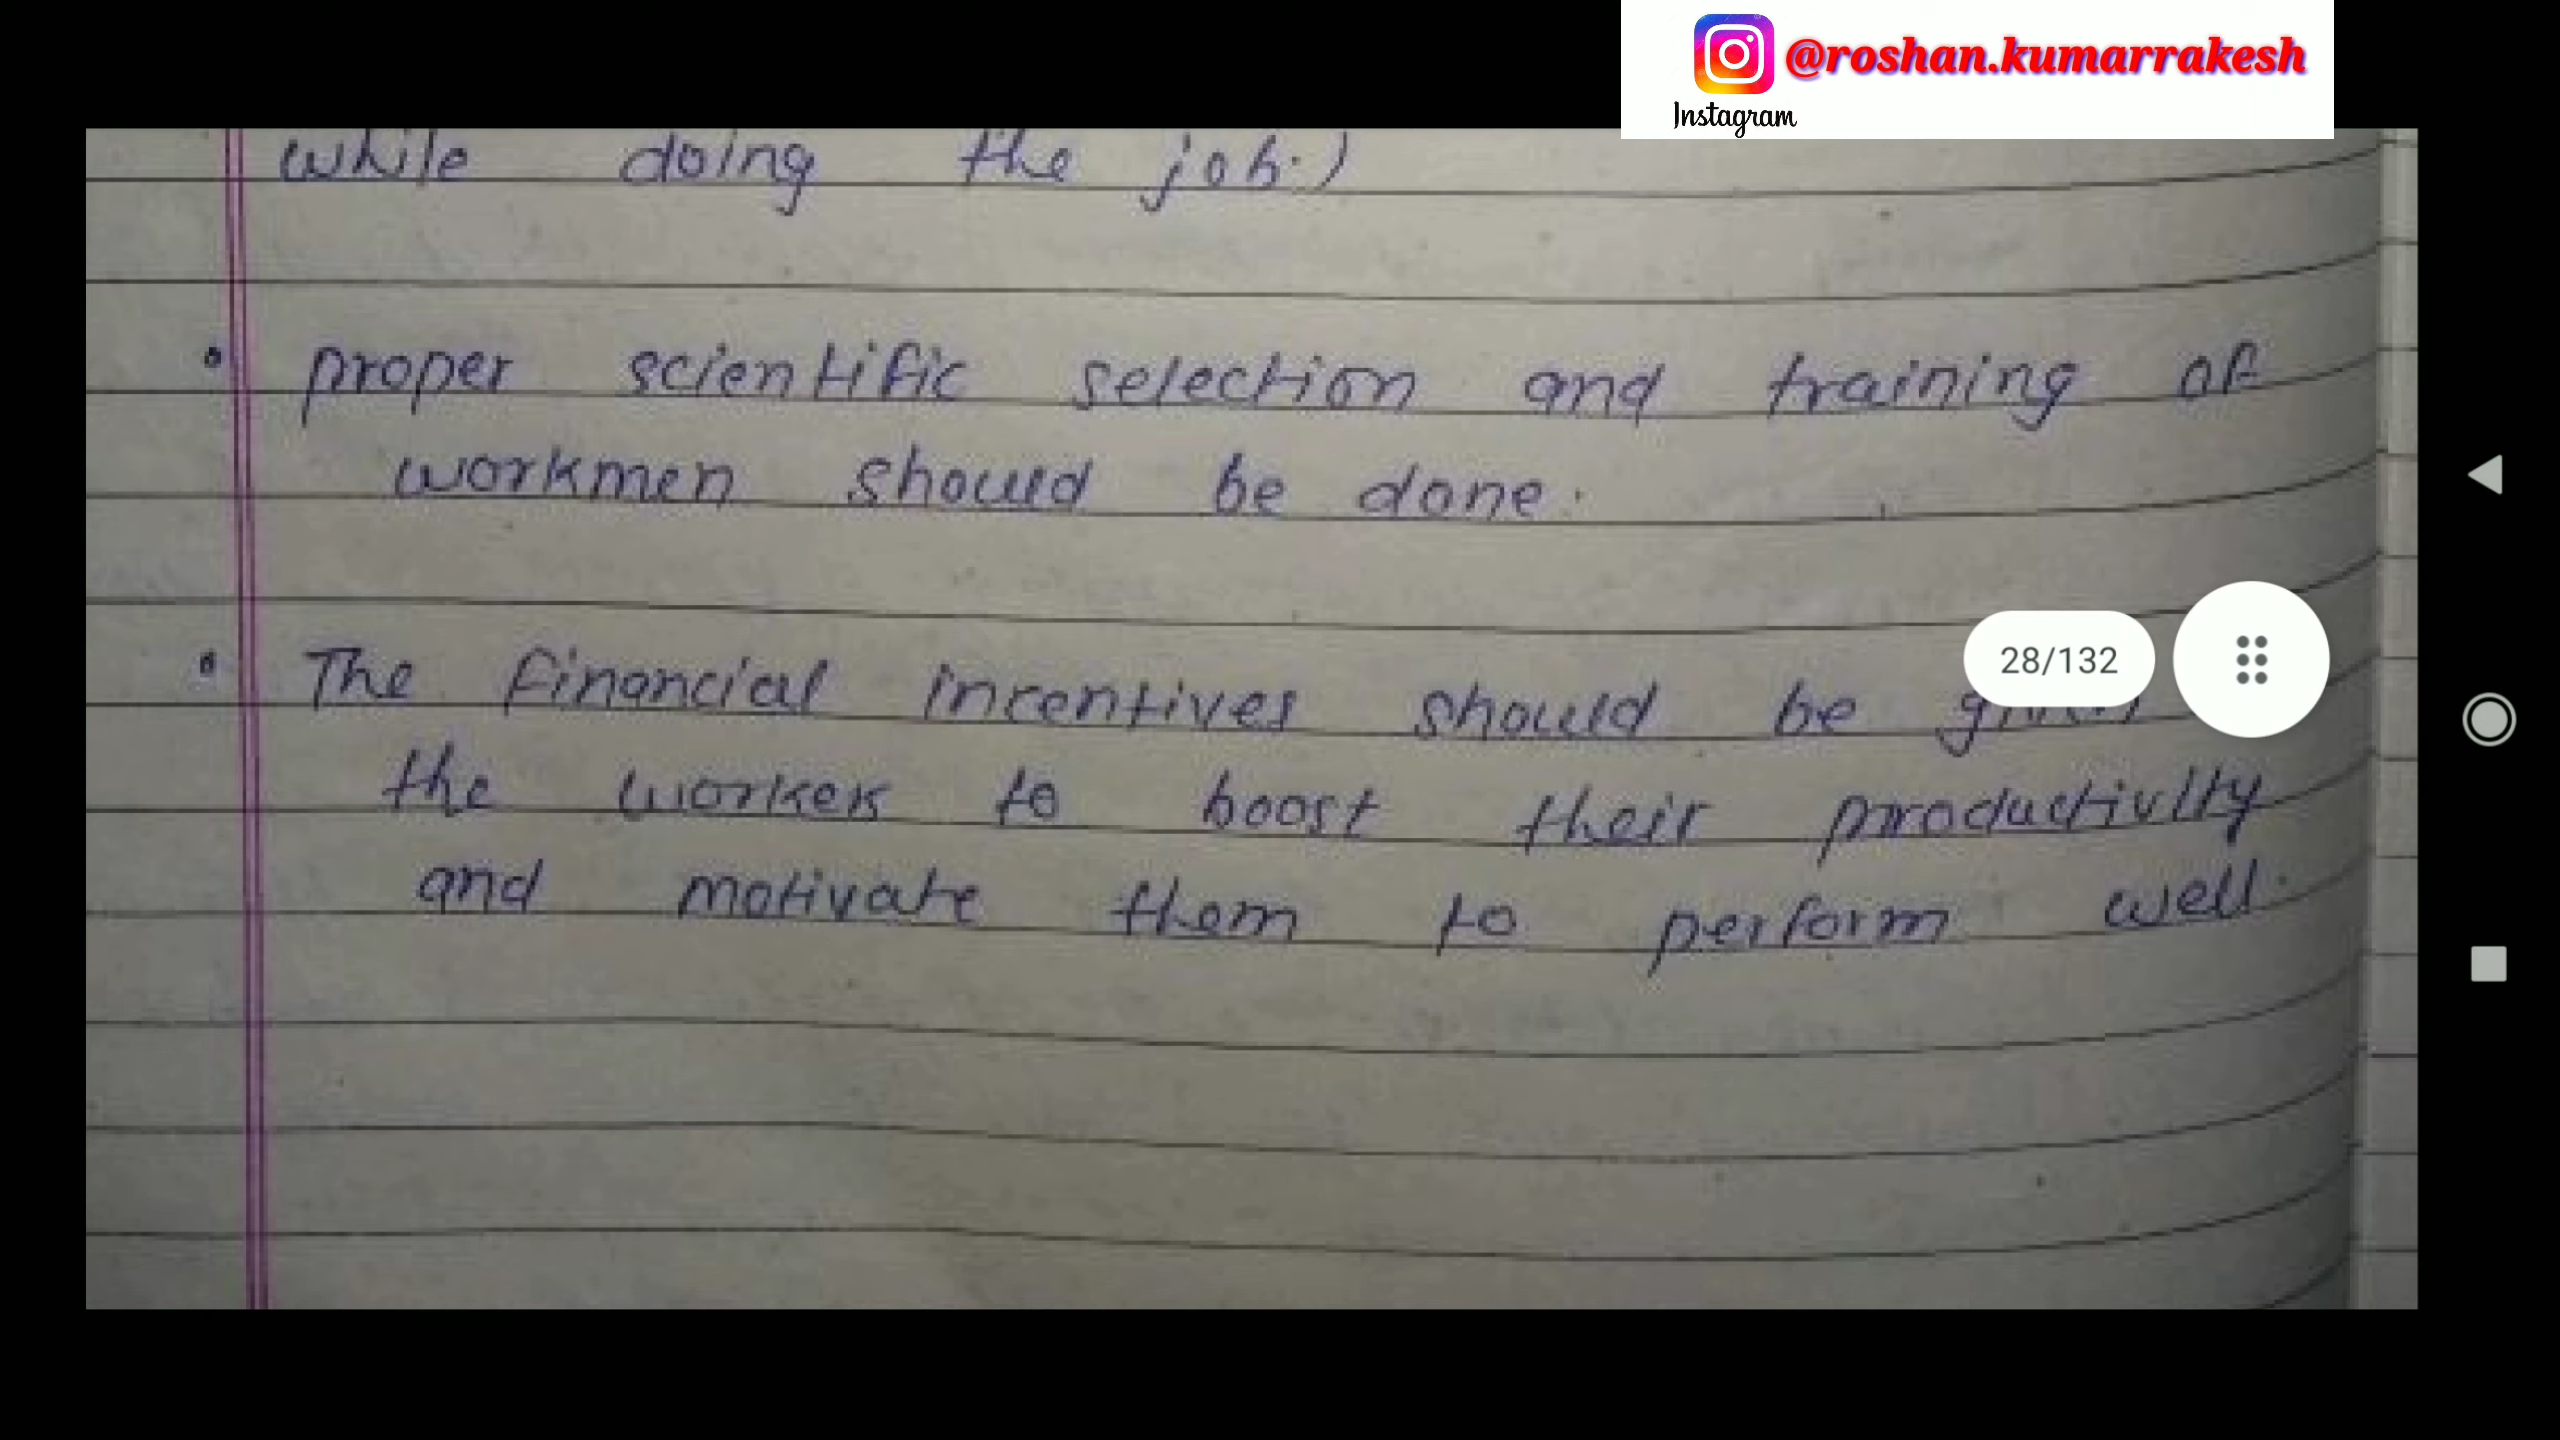 @roshan.kumarrakesh
Instagram
while doing the job.)
• proper scientific selection and training of
workmen should be done.
28/132
• The financial incentives should be
the workers to boost their productivity
and motivate them to perform well.